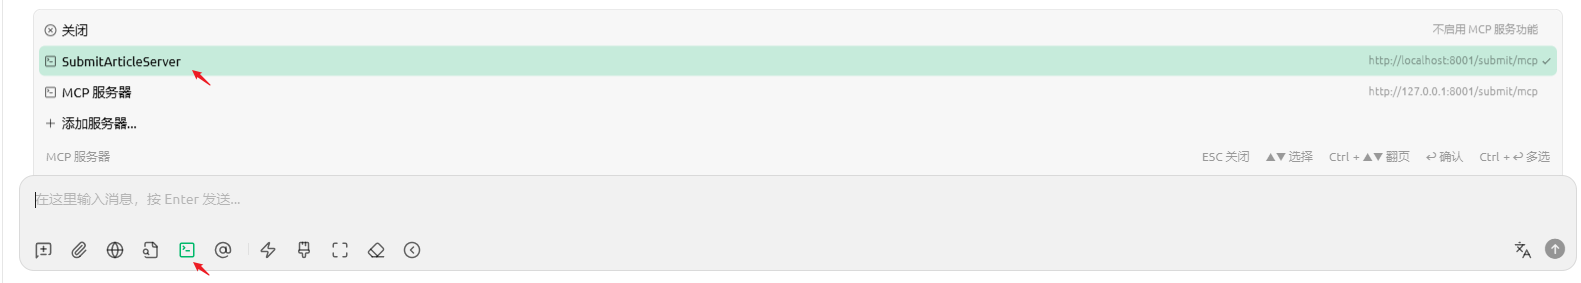 关闭 不启用 MCP 服务功能
SubmitArticleServer http://localhost:8001/submit/mcp
MCP 服务器 http://127.0.0.1:8001/submit/mcp
+ 添加服务器...
MCP 服务器 ESC 关闭 ▲▼ 选择 Ctrl + ▲▼ 翻页 ↩ 确认 Ctrl + ↩ 多选
在这里输入消息，按 Enter 发送...